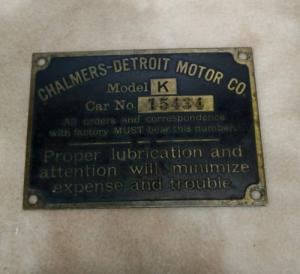 CHALMERS-DETROIT MOTOR CO.
Model K
Car No. 15434
All orders and correspondence
with factory MUST bear this number.
Proper lubrication and
attention will minimize
expense and trouble